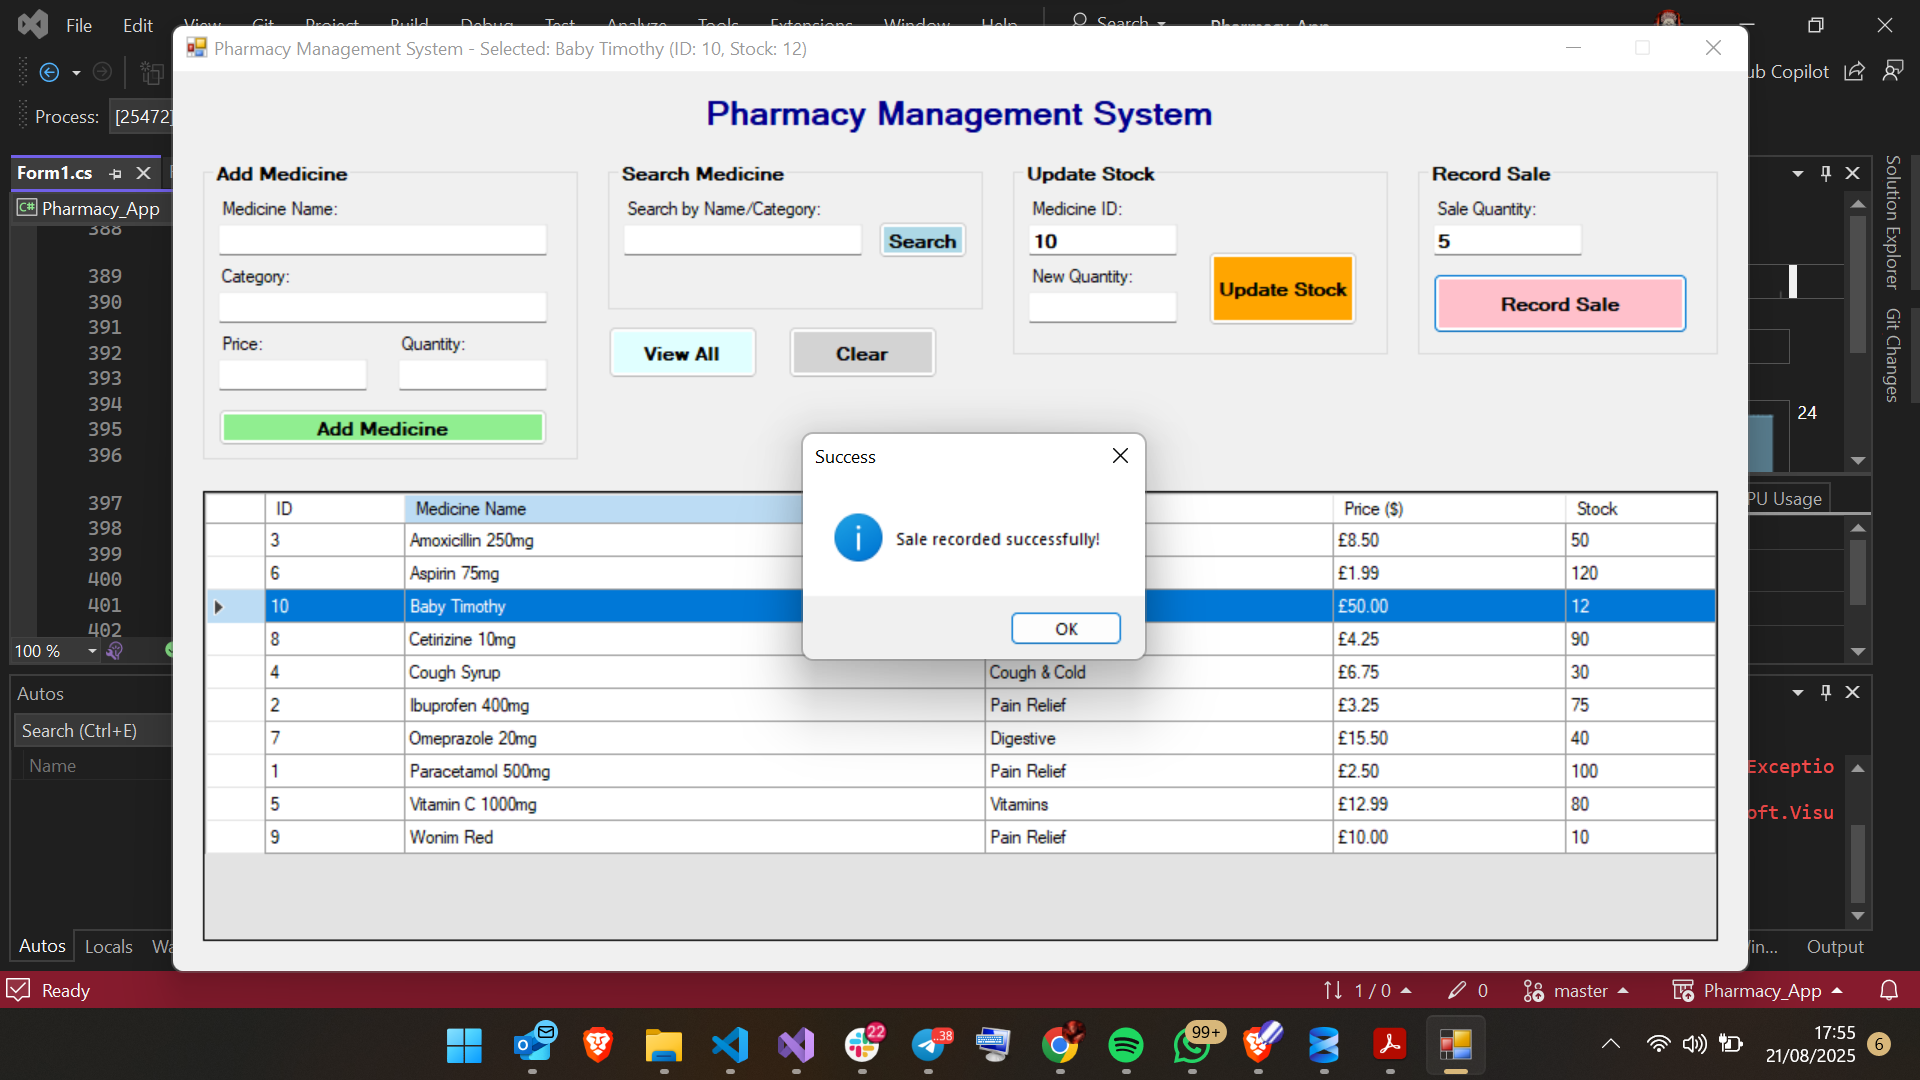 File Edit View Git Project Build Debug Test Analyze Tools Extensions Window Help Search Pharmacy_App
Pharmacy Management System - Selected: Baby Timothy (ID: 10, Stock: 12)
ub Copilot
Process: [25472]
Pharmacy Management System
Form1.cs
Pharmacy_App
Add Medicine
Medicine Name:
Category:
Price: Quantity:
Add Medicine
Search Medicine
Search by Name/Category:
Search
View All Clear
Update Stock
Medicine ID:
10
New Quantity:
Update Stock
Record Sale
Sale Quantity:
5
Record Sale
Solution Explorer
Git Changes
388
389
390
391
392
393
394
395
396
397
398
399
400
401
402
24
PU Usage
Success
Sale recorded successfully!
OK
ID Medicine Name Price ($) Stock
3 Amoxicillin 250mg £8.50 50
6 Aspirin 75mg £1.99 120
10 Baby Timothy £50.00 12
8 Cetirizine 10mg £4.25 90
4 Cough Syrup Cough & Cold £6.75 30
2 Ibuprofen 400mg Pain Relief £3.25 75
7 Omeprazole 20mg Digestive £15.50 40
1 Paracetamol 500mg Pain Relief £2.50 100
5 Vitamin C 1000mg Vitamins £12.99 80
9 Wonim Red Pain Relief £10.00 10
100 %
Autos
Search (Ctrl+E)
Name
Exceptio
oft.Visu
Autos Locals Wa
in... Output
Ready
1 / 0 0 master Pharmacy_App
22
..38
99+
17:55
21/08/2025
6